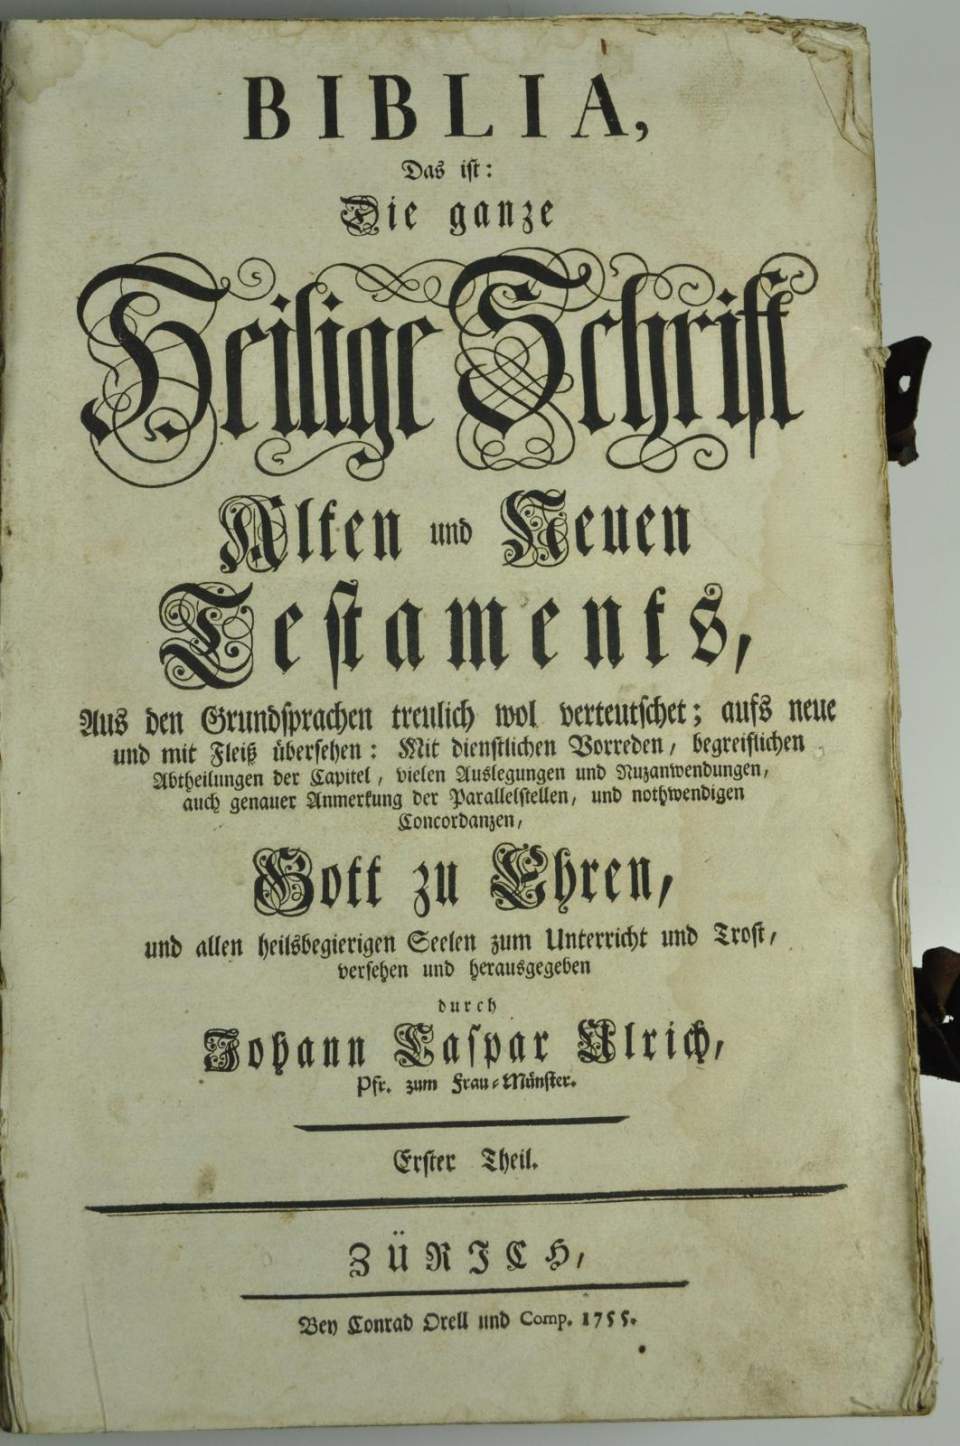 BIBLIA,
Das ist:
Die ganze
Heilige Schrift
Alten und Neuen
Testaments,
Aus den Grundsprachen treulich wol verteutschet; aufs neue
und mit Fleiß übersehen: Mit dienstlichen Vorreden, begreiflichen
Abtheilungen der Capitel, vielen Auslegungen und Nuzanwendungen,
auch genauer Anmerkung der Parallelstellen, und nothwendigen
Concordanzen,
Gott zu Ehren,
und allen heilsbegierigen Seelen zum Unterricht und Trost,
versehen und herausgegeben
durch
Johann Caspar Ulrich,
Pfr. zum Frau-Münster.
Erster Theil.
ZÜRICH,
Bey Conrad Orell und Comp. 1755.